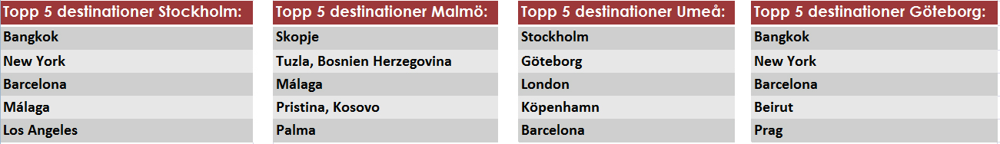 Topp 5 destinationer Stockholm:
Bangkok
New York
Barcelona
Málaga
Los Angeles
Topp 5 destinationer Malmö:
Skopje
Tuzla, Bosnien Herzegovina
Málaga
Pristina, Kosovo
Palma
Topp 5 destinationer Umeå:
Stockholm
Göteborg
London
Köpenhamn
Barcelona
Topp 5 destinationer Göteborg:
Bangkok
New York
Barcelona
Beirut
Prag